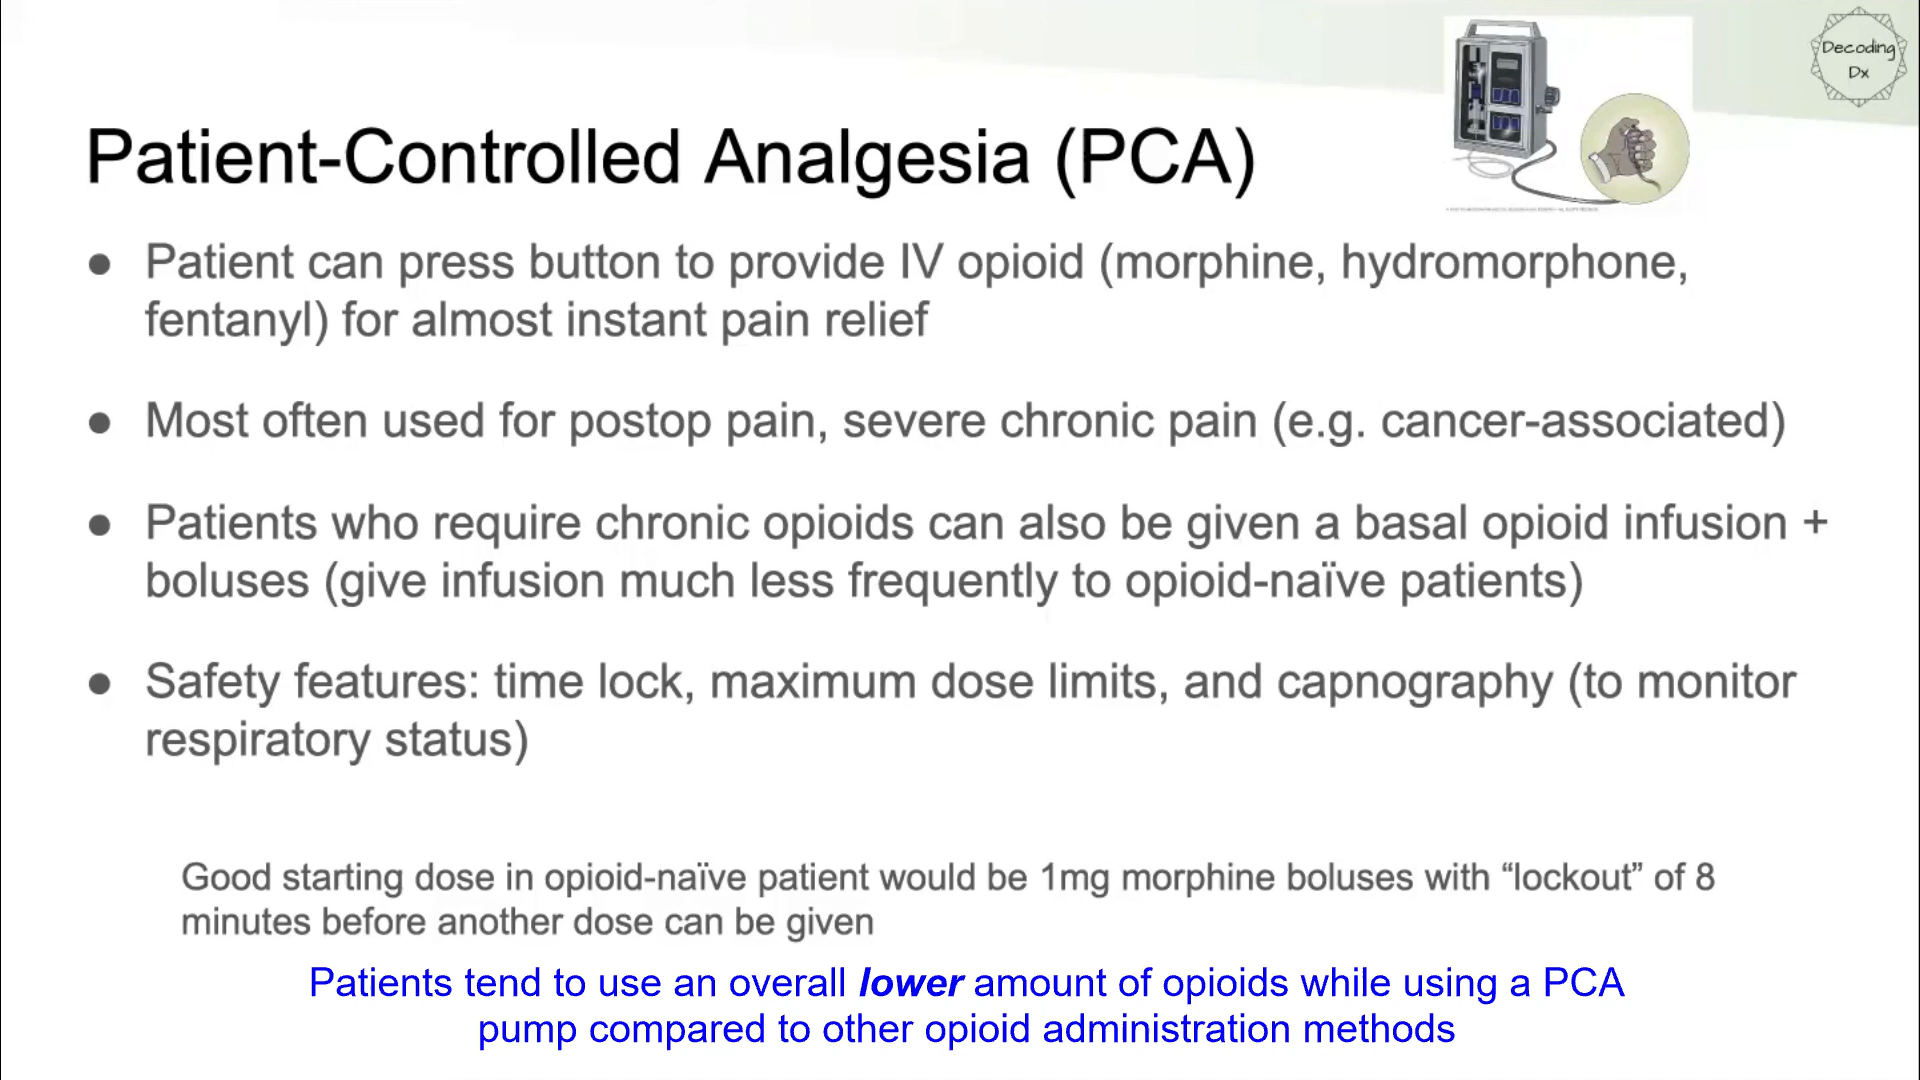 Decoding
Dx
Patient-Controlled Analgesia (PCA)
● Patient can press button to provide IV opioid (morphine, hydromorphone,
fentanyl) for almost instant pain relief
● Most often used for postop pain, severe chronic pain (e.g. cancer-associated)
● Patients who require chronic opioids can also be given a basal opioid infusion +
boluses (give infusion much less frequently to opioid-naïve patients)
● Safety features: time lock, maximum dose limits, and capnography (to monitor
respiratory status)
Good starting dose in opioid-naïve patient would be 1mg morphine boluses with “lockout” of 8
minutes before another dose can be given
Patients tend to use an overall lower amount of opioids while using a PCA
pump compared to other opioid administration methods